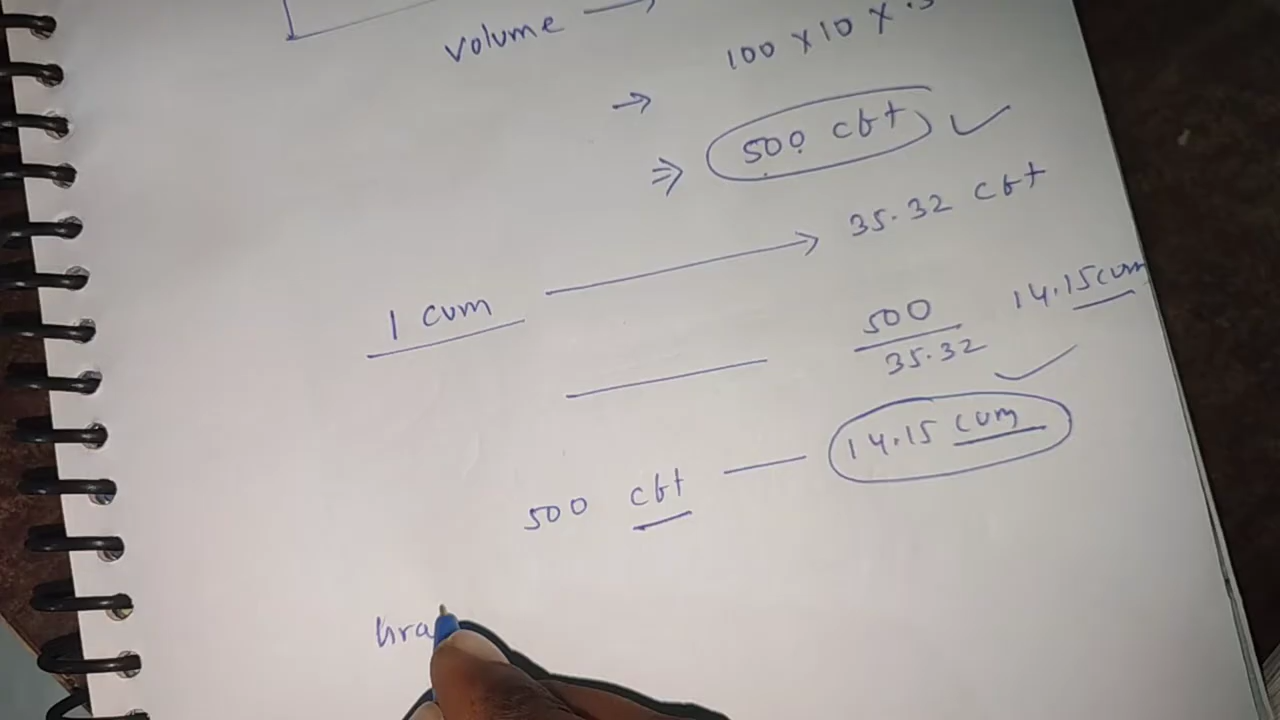 volume → 100 x 10 x .5
→
⇒ 500 cft ✓
1 cum → 35.32 cft
500 / 35.32 14.15 cum
500 cft — 14.15 cum ✓